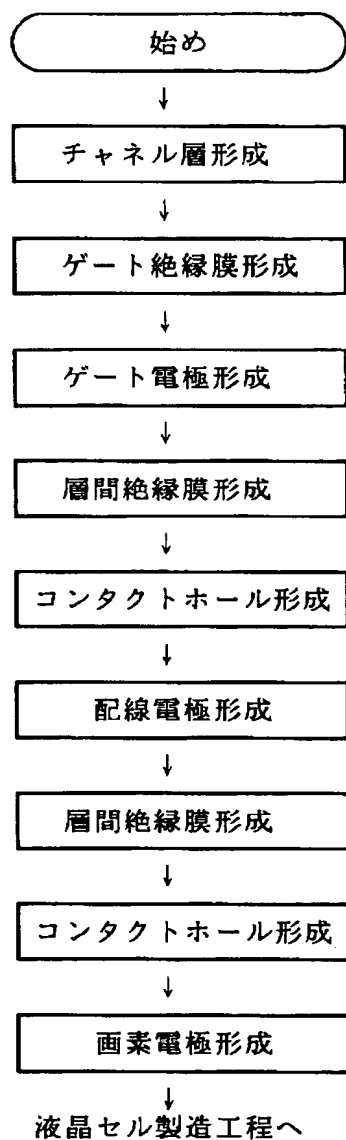 始め
チャネル層形成
ゲート絶縁膜形成
ゲート電極形成
層間絶縁膜形成
コンタクトホール形成
配線電極形成
層間絶縁膜形成
コンタクトホール形成
画素電極形成
液晶セル製造工程へ